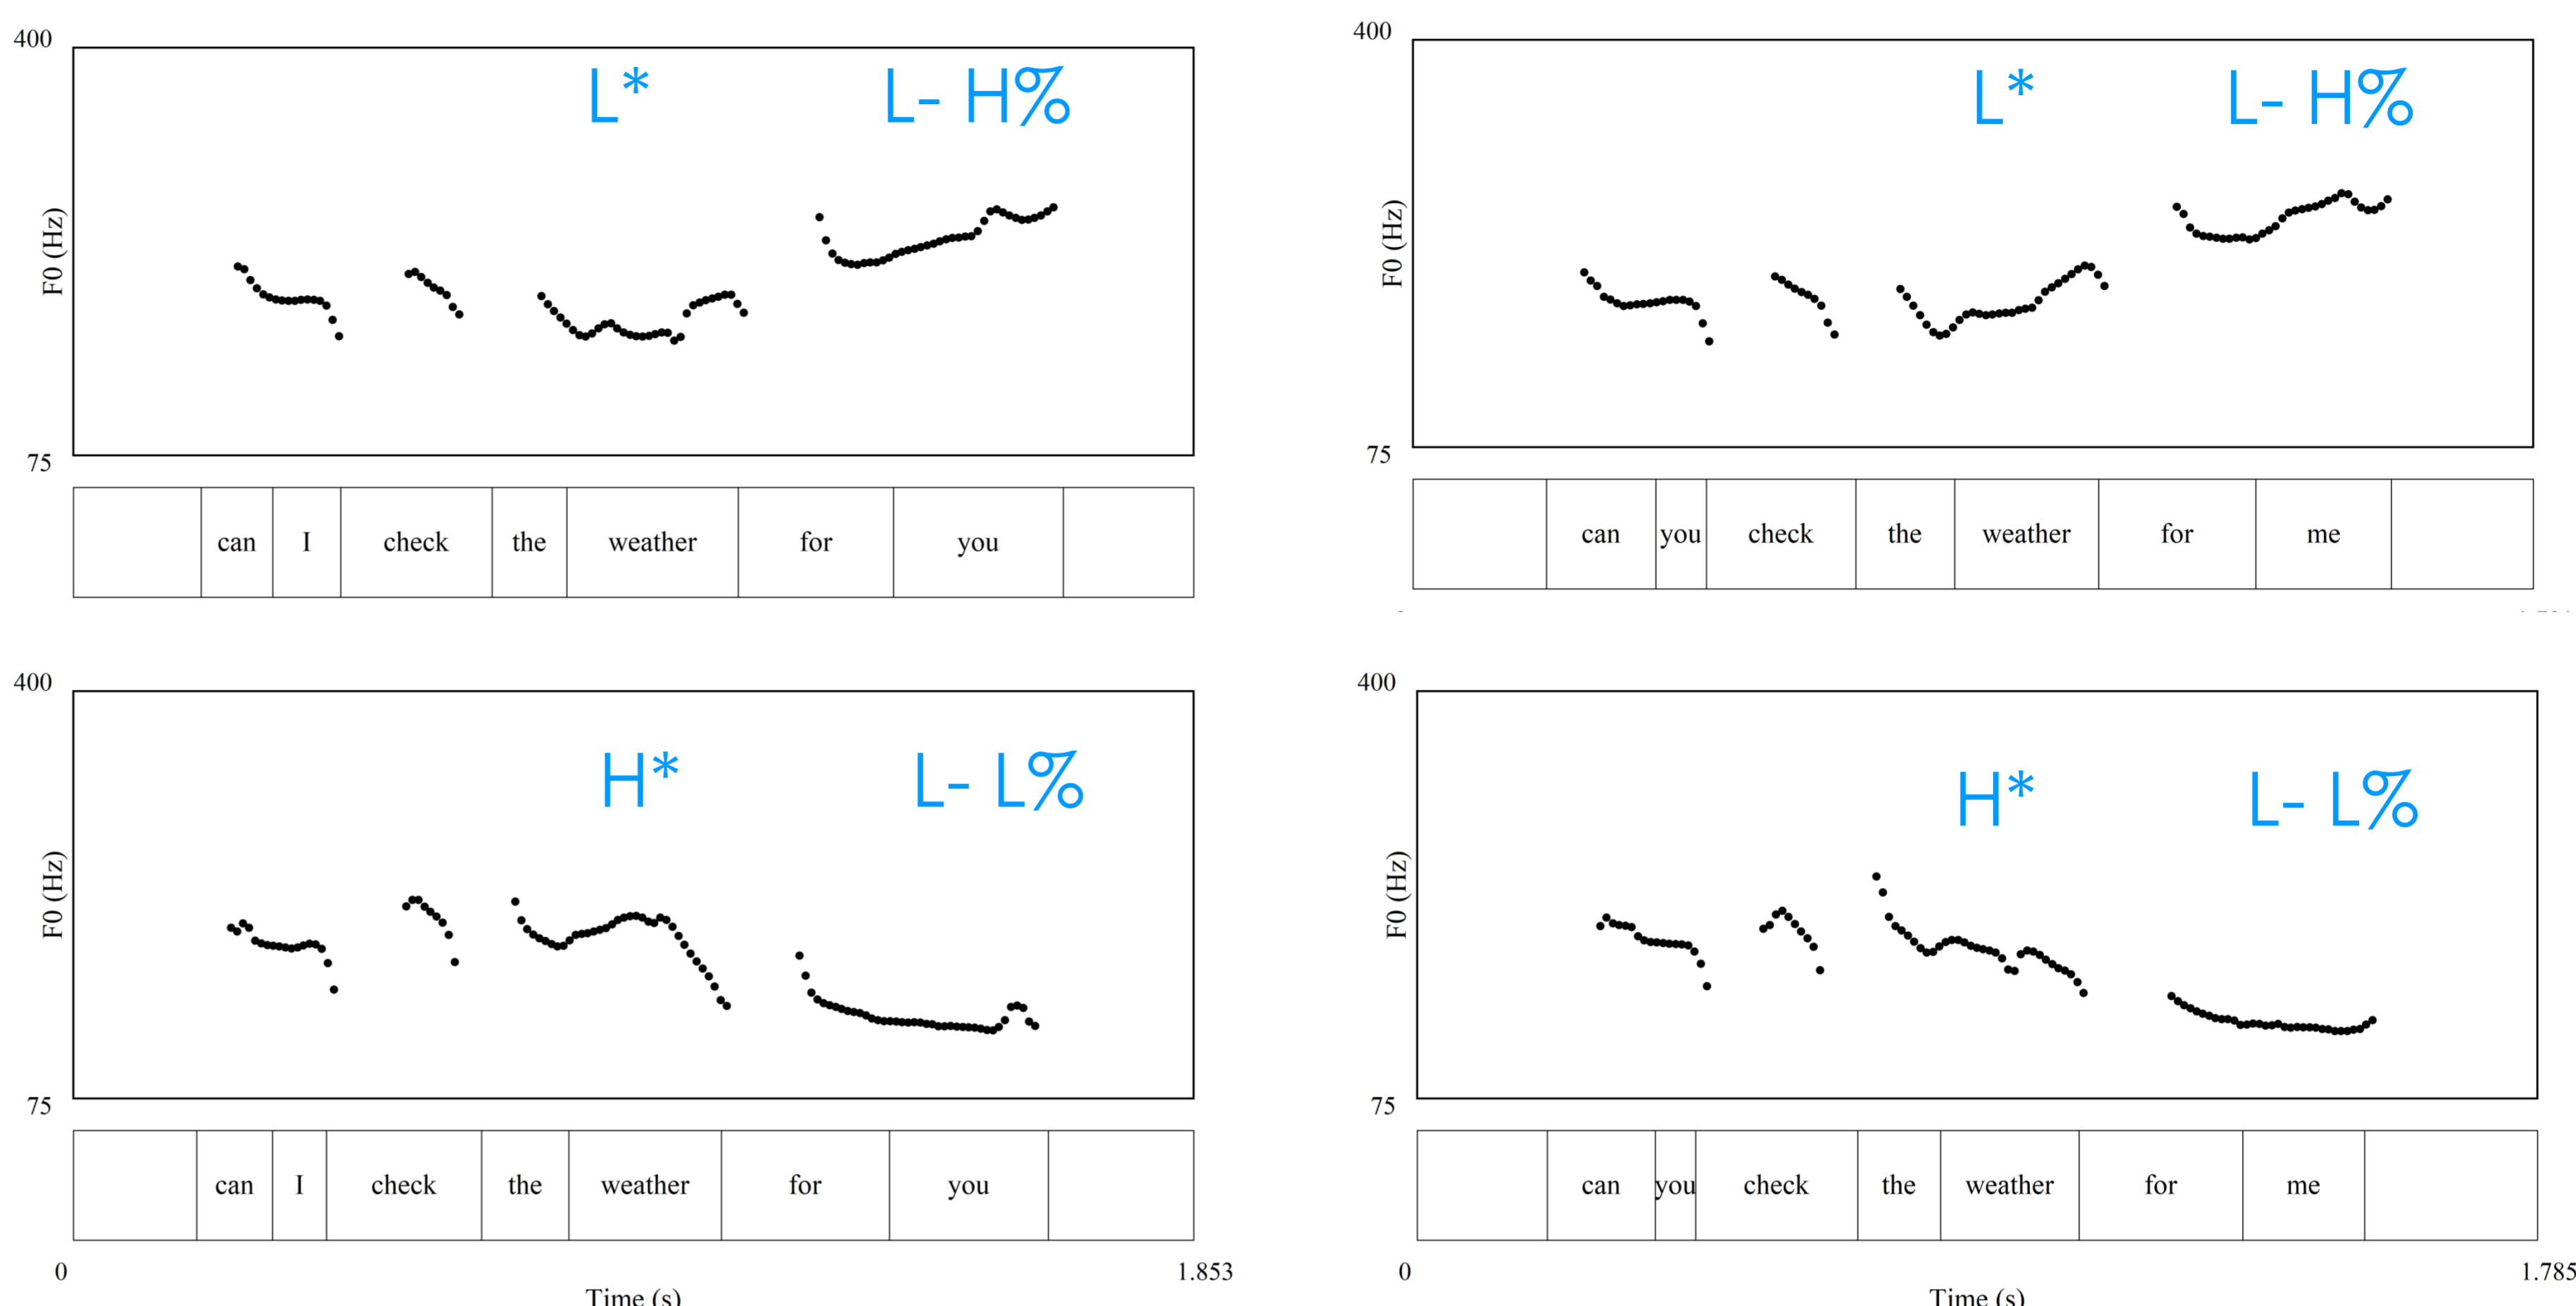 400
L* L- H%
F0 (Hz)
75
can I check the weather for you
400
L* L- H%
F0 (Hz)
75
can you check the weather for me
400
H* L- L%
F0 (Hz)
75
can I check the weather for you
0 1.853
Time (s)
400
H* L- L%
F0 (Hz)
75
can you check the weather for me
0 1.785
Time (s)